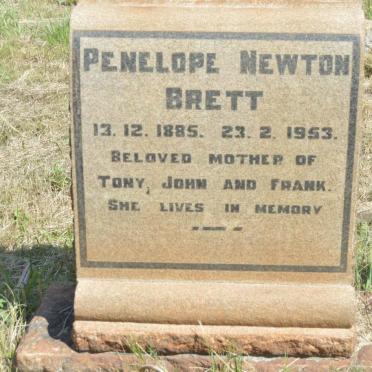 PENELOPE NEWTON
BRETT
13. 12. 1885. 23. 2. 1953.
BELOVED MOTHER OF
TONY, JOHN AND FRANK.
SHE LIVES IN MEMORY